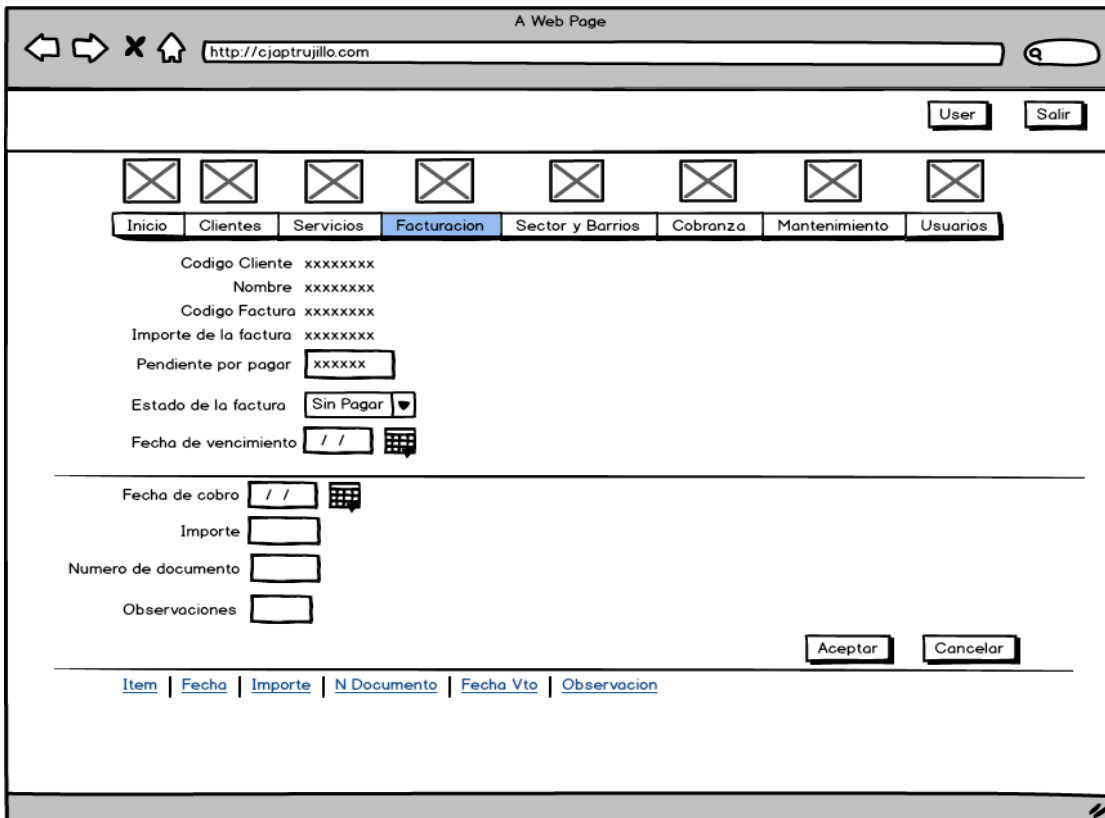 A Web Page
http://cjaptrujillo.com
User Salir
Inicio Clientes Servicios Facturacion Sector y Barrios Cobranza Mantenimiento Usuarios
Codigo Cliente xxxxxxxx
Nombre xxxxxxxx
Codigo Factura xxxxxxxx
Importe de la factura xxxxxxxx
Pendiente por pagar xxxxxx
Estado de la factura Sin Pagar
Fecha de vencimiento / /
Fecha de cobro / /
Importe
Numero de documento
Observaciones
Aceptar Cancelar
Item | Fecha | Importe | N Documento | Fecha Vto | Observacion